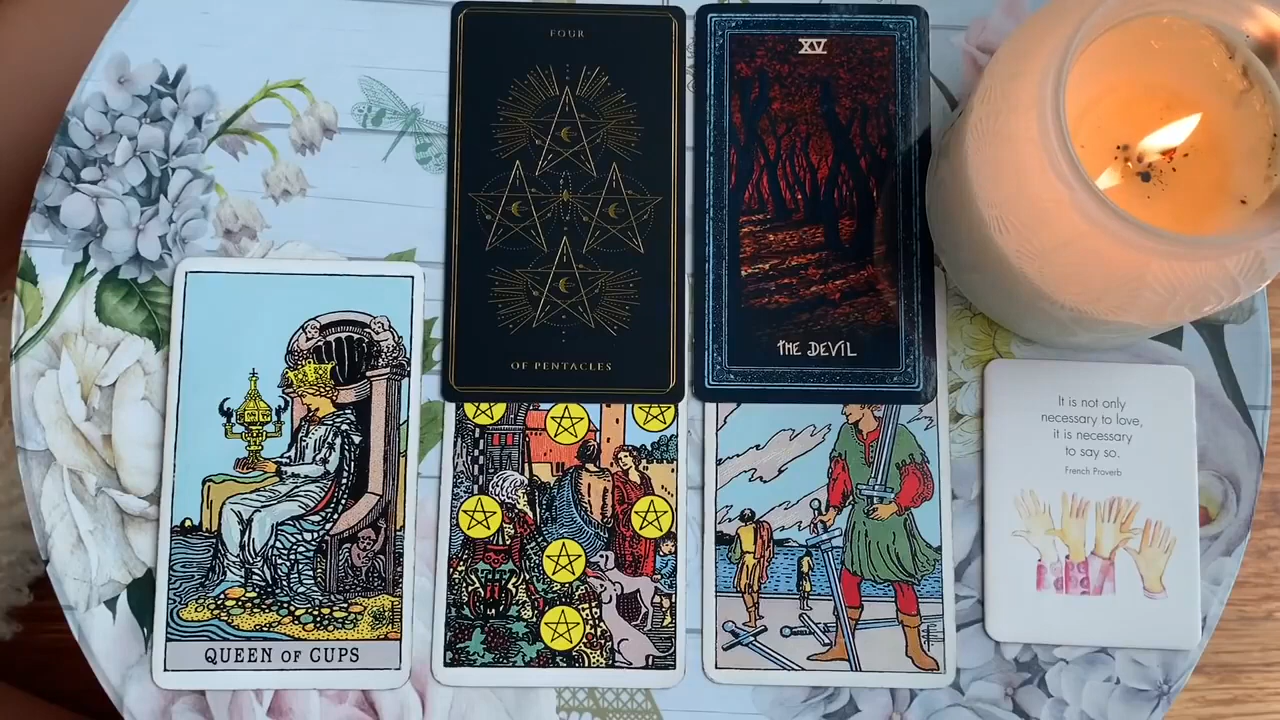 FOUR
OF PENTACLES
XV
THE DEVIL
QUEEN OF CUPS
It is not only
necessary to love,
it is necessary
to say so.
French Proverb